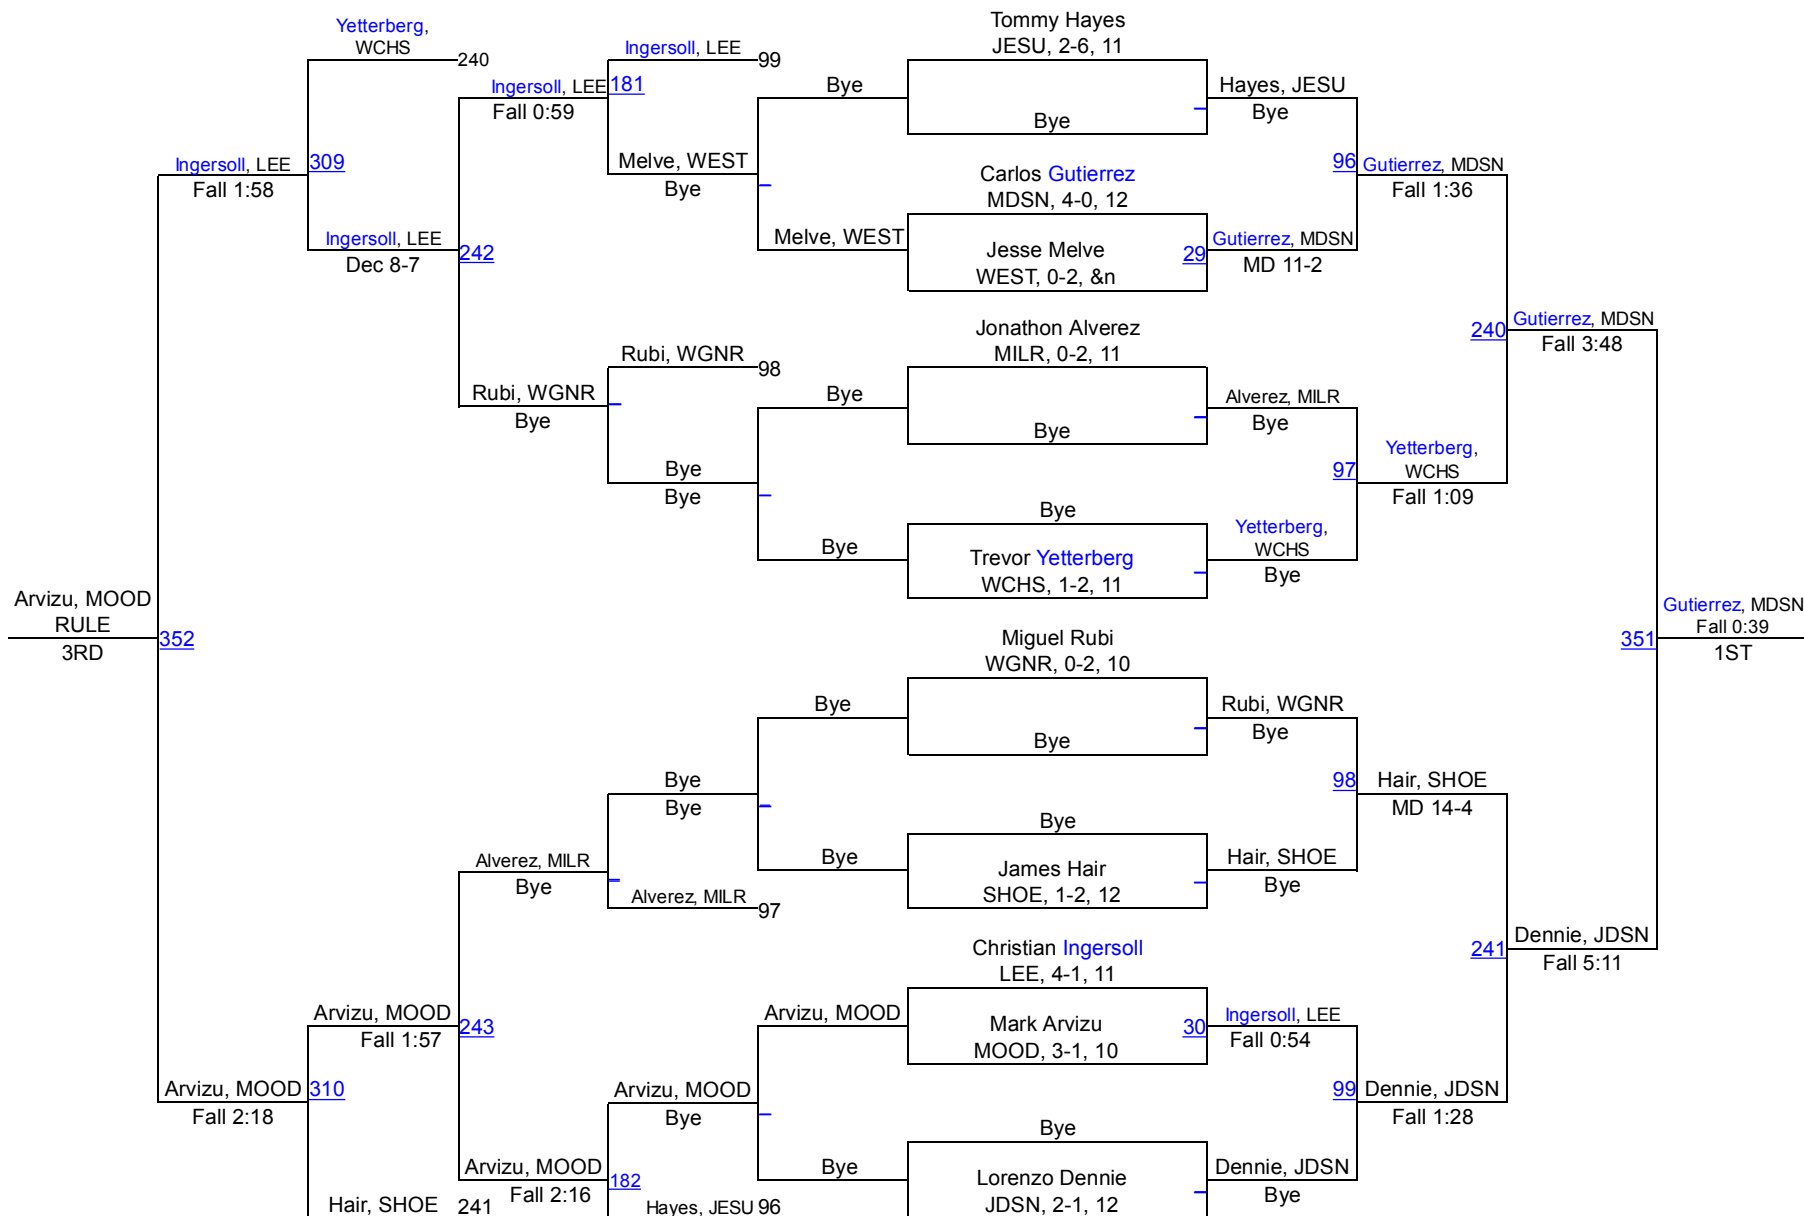 Tommy Hayes
Yetterberg,
WCHS
240
Ingersoll, LEE
99
JESU, 2-6, 11
Ingersoll, LEE
181
Bye
Hayes, JESU
Fall 0:59
Bye
Bye
Ingersoll, LEE
309
Melve, WEST
Carlos Gutierrez
96
Gutierrez, MDSN
Fall 1:58
Bye
MDSN, 4-0, 12
Fall 1:36
Ingersoll, LEE
242
Melve, WEST
Jesse Melve
29
Gutierrez, MDSN
Dec 8-7
WEST, 0-2, &n
MD 11-2
Jonathon Alverez
240
Gutierrez, MDSN
Rubi, WGNR
98
MILR, 0-2, 11
Fall 3:48
Rubi, WGNR
Bye
Alverez, MILR
Bye
Bye
Bye
Bye
97
Yetterberg,
WCHS
Bye
Fall 1:09
Bye
Bye
Trevor Yetterberg
Yetterberg,
WCHS
WCHS, 1-2, 11
Bye
Arvizu, MOOD
RULE
352
3RD
Miguel Rubi
351
Gutierrez, MDSN
Fall 0:39
1ST
WGNR, 0-2, 10
Bye
Rubi, WGNR
Bye
Bye
Bye
98
Hair, SHOE
Bye
MD 14-4
Bye
Alverez, MILR
Bye
James Hair
Hair, SHOE
Bye
SHOE, 1-2, 12
Bye
Alverez, MILR
97
Christian Ingersoll
241
Dennie, JDSN
LEE, 4-1, 11
Fall 5:11
Arvizu, MOOD
243
Arvizu, MOOD
Mark Arvizu
30
Ingersoll, LEE
Fall 1:57
MOOD, 3-1, 10
Fall 0:54
Arvizu, MOOD
310
Arvizu, MOOD
99
Dennie, JDSN
Fall 2:18
Bye
Fall 1:28
Bye
Arvizu, MOOD
182
Bye
Lorenzo Dennie
Dennie, JDSN
Fall 2:16
Bye
Hair, SHOE
241
Hayes, JESU
96
JDSN, 2-1, 12